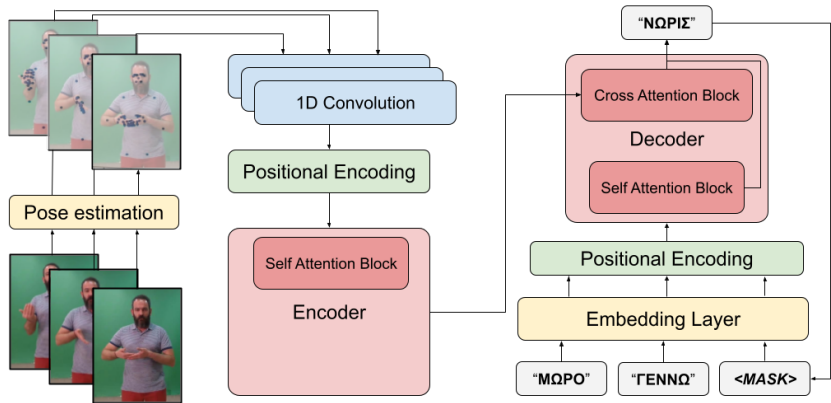 Pose estimation
1D Convolution
Positional Encoding
Self Attention Block
Encoder
“ΝΩΡΙΣ”
Cross Attention Block
Decoder
Self Attention Block
Positional Encoding
Embedding Layer
“ΜΩΡΟ”
“ΓΕΝΝΩ”
<MASK>